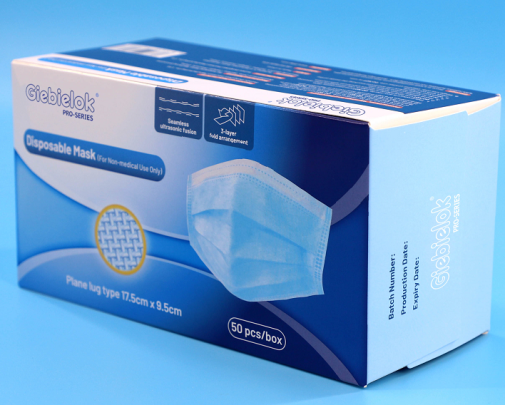 Giebielok®
PRO-SERIES
Seamless
ultrasonic fusion
3-layer
fold arrangement
Disposable Mask (For Non-medical Use Only)
Plane lug type 17.5cm x 9.5cm
50 pcs/box
Batch Number:
Production Date:
Expiry Date:
Giebielok®
PRO-SERIES
Giebielok